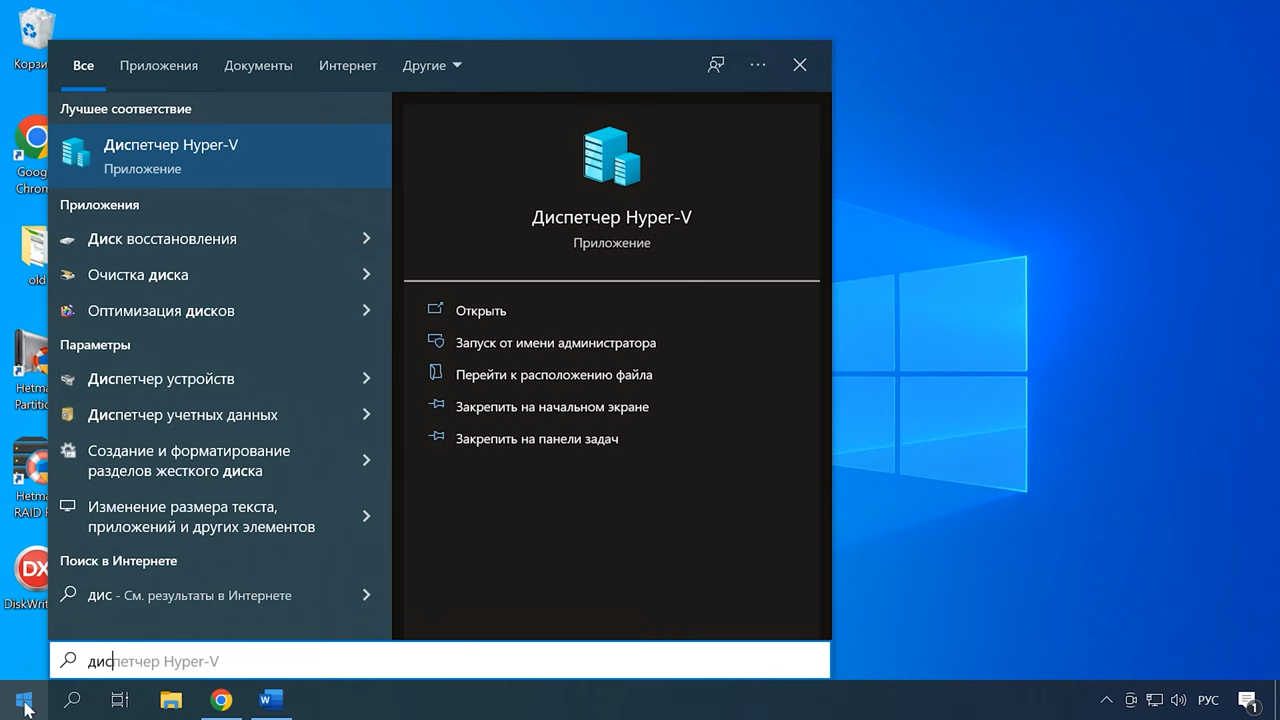 Корзи
Все
Приложения
Документы
Интернет
Другие
Лучшее соответствие
Диспетчер Hyper-V
Приложение
Приложения
Диск восстановления
Очистка диска
Оптимизация дисков
Параметры
Диспетчер устройств
Диспетчер учетных данных
Создание и форматирование
разделов жесткого диска
Изменение размера текста,
приложений и других элементов
Поиск в Интернете
дис - См. результаты в Интернете
диспетчер Hyper-V
Диспетчер Hyper-V
Приложение
Открыть
Запуск от имени администратора
Перейти к расположению файла
Закрепить на начальном экране
Закрепить на панели задач
Goog
Chrom
old
Hetma
Partitio
Hetma
RAID R
DX
DiskWrit
W
РУС
1